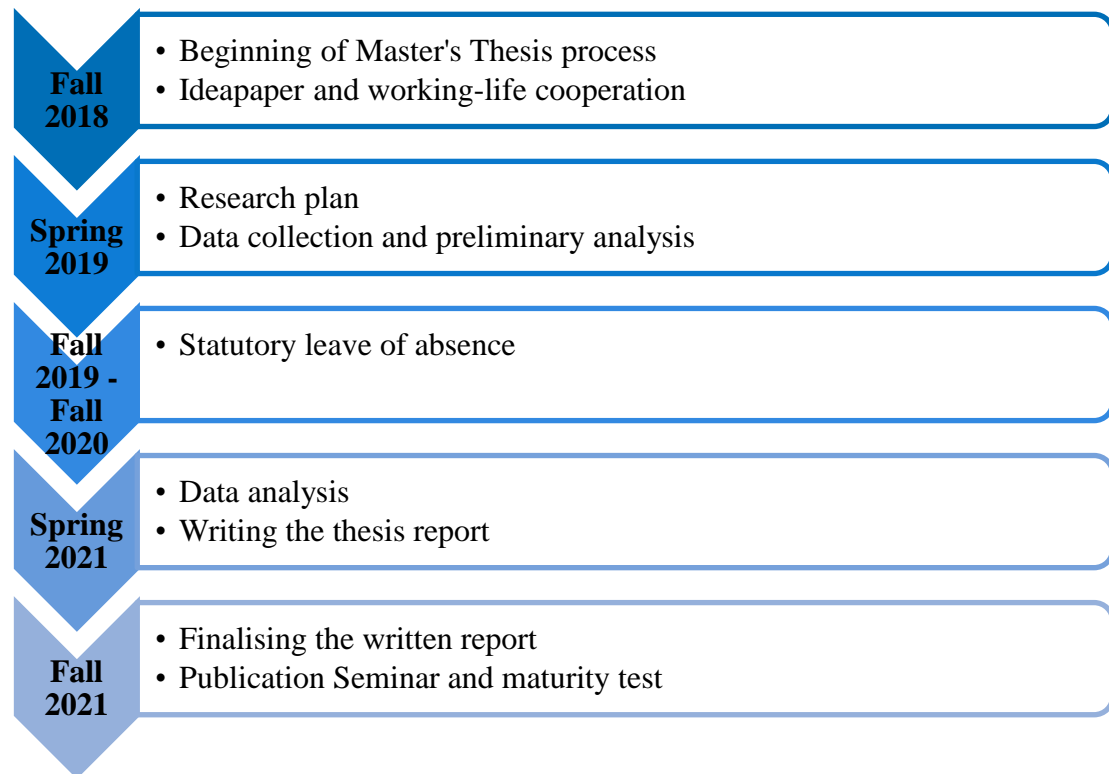 Fall
2018
• Beginning of Master's Thesis process
• Ideapaper and working-life cooperation
Spring
2019
• Research plan
• Data collection and preliminary analysis
Fall
2019 -
Fall
2020
• Statutory leave of absence
Spring
2021
• Data analysis
• Writing the thesis report
Fall
2021
• Finalising the written report
• Publication Seminar and maturity test